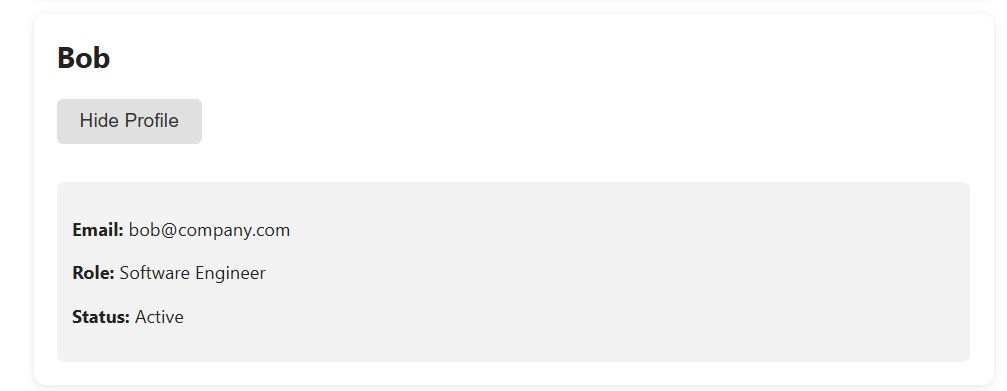 Bob
Hide Profile
Email: bob@company.com
Role: Software Engineer
Status: Active